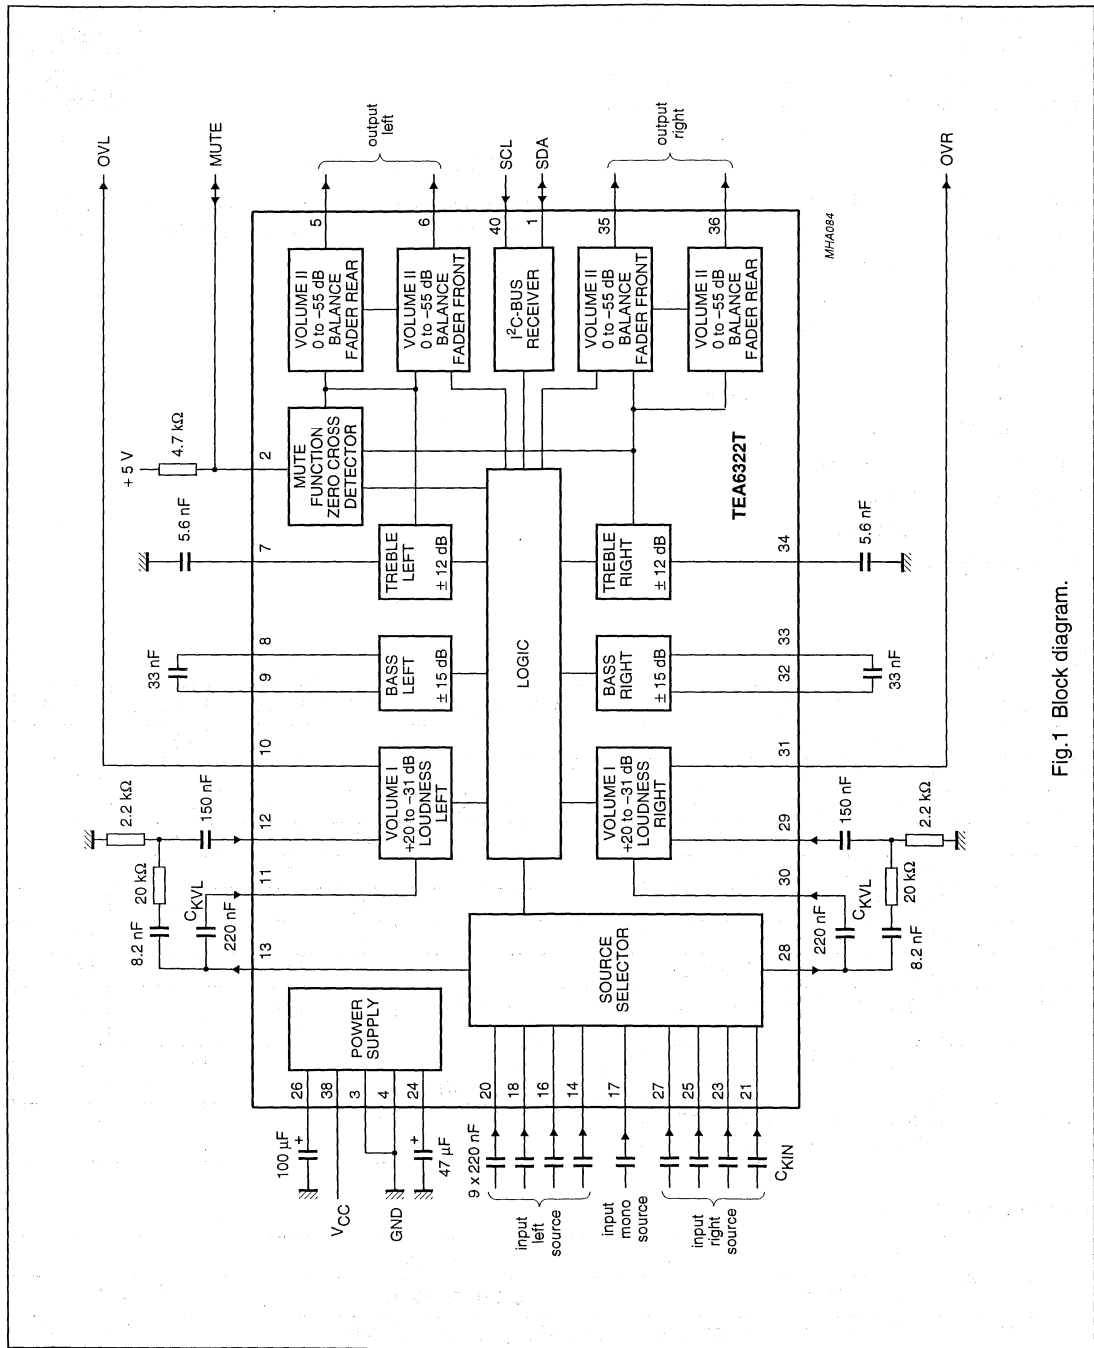 OVL
MUTE
output
left
SCL
SDA
output
right
OVR
5
6
40
1
35
36
MHA084
VOLUME II
0 to −55 dB
BALANCE
FADER REAR
VOLUME II
0 to −55 dB
BALANCE
FADER FRONT
I²C-BUS
RECEIVER
VOLUME II
0 to −55 dB
BALANCE
FADER FRONT
VOLUME II
0 to −55 dB
BALANCE
FADER REAR
+ 5 V
4.7 kΩ
2
MUTE
FUNCTION
ZERO CROSS
DETECTOR
TEA6322T
5.6 nF
7
TREBLE
LEFT
± 12 dB
TREBLE
RIGHT
± 12 dB
34
5.6 nF
33 nF
8
9
BASS
LEFT
± 15 dB
LOGIC
BASS
RIGHT
± 15 dB
33
32
33 nF
10
2.2 kΩ
150 nF
12
20 kΩ
11
VOLUME I
+20 to −31 dB
LOUDNESS
LEFT
VOLUME I
+20 to −31 dB
LOUDNESS
RIGHT
31
29
150 nF
2.2 kΩ
30
20 kΩ
8.2 nF
CKVL
220 nF
13
SOURCE
SELECTOR
28
220 nF
CKVL
8.2 nF
POWER
SUPPLY
26
38
3
4
24
20
18
16
14
17
27
25
23
21
100 µF
+
VCC
GND
+
47 µF
9 x 220 nF
CKIN
input
left
source
input
mono
source
input
right
source
Fig.1 Block diagram.